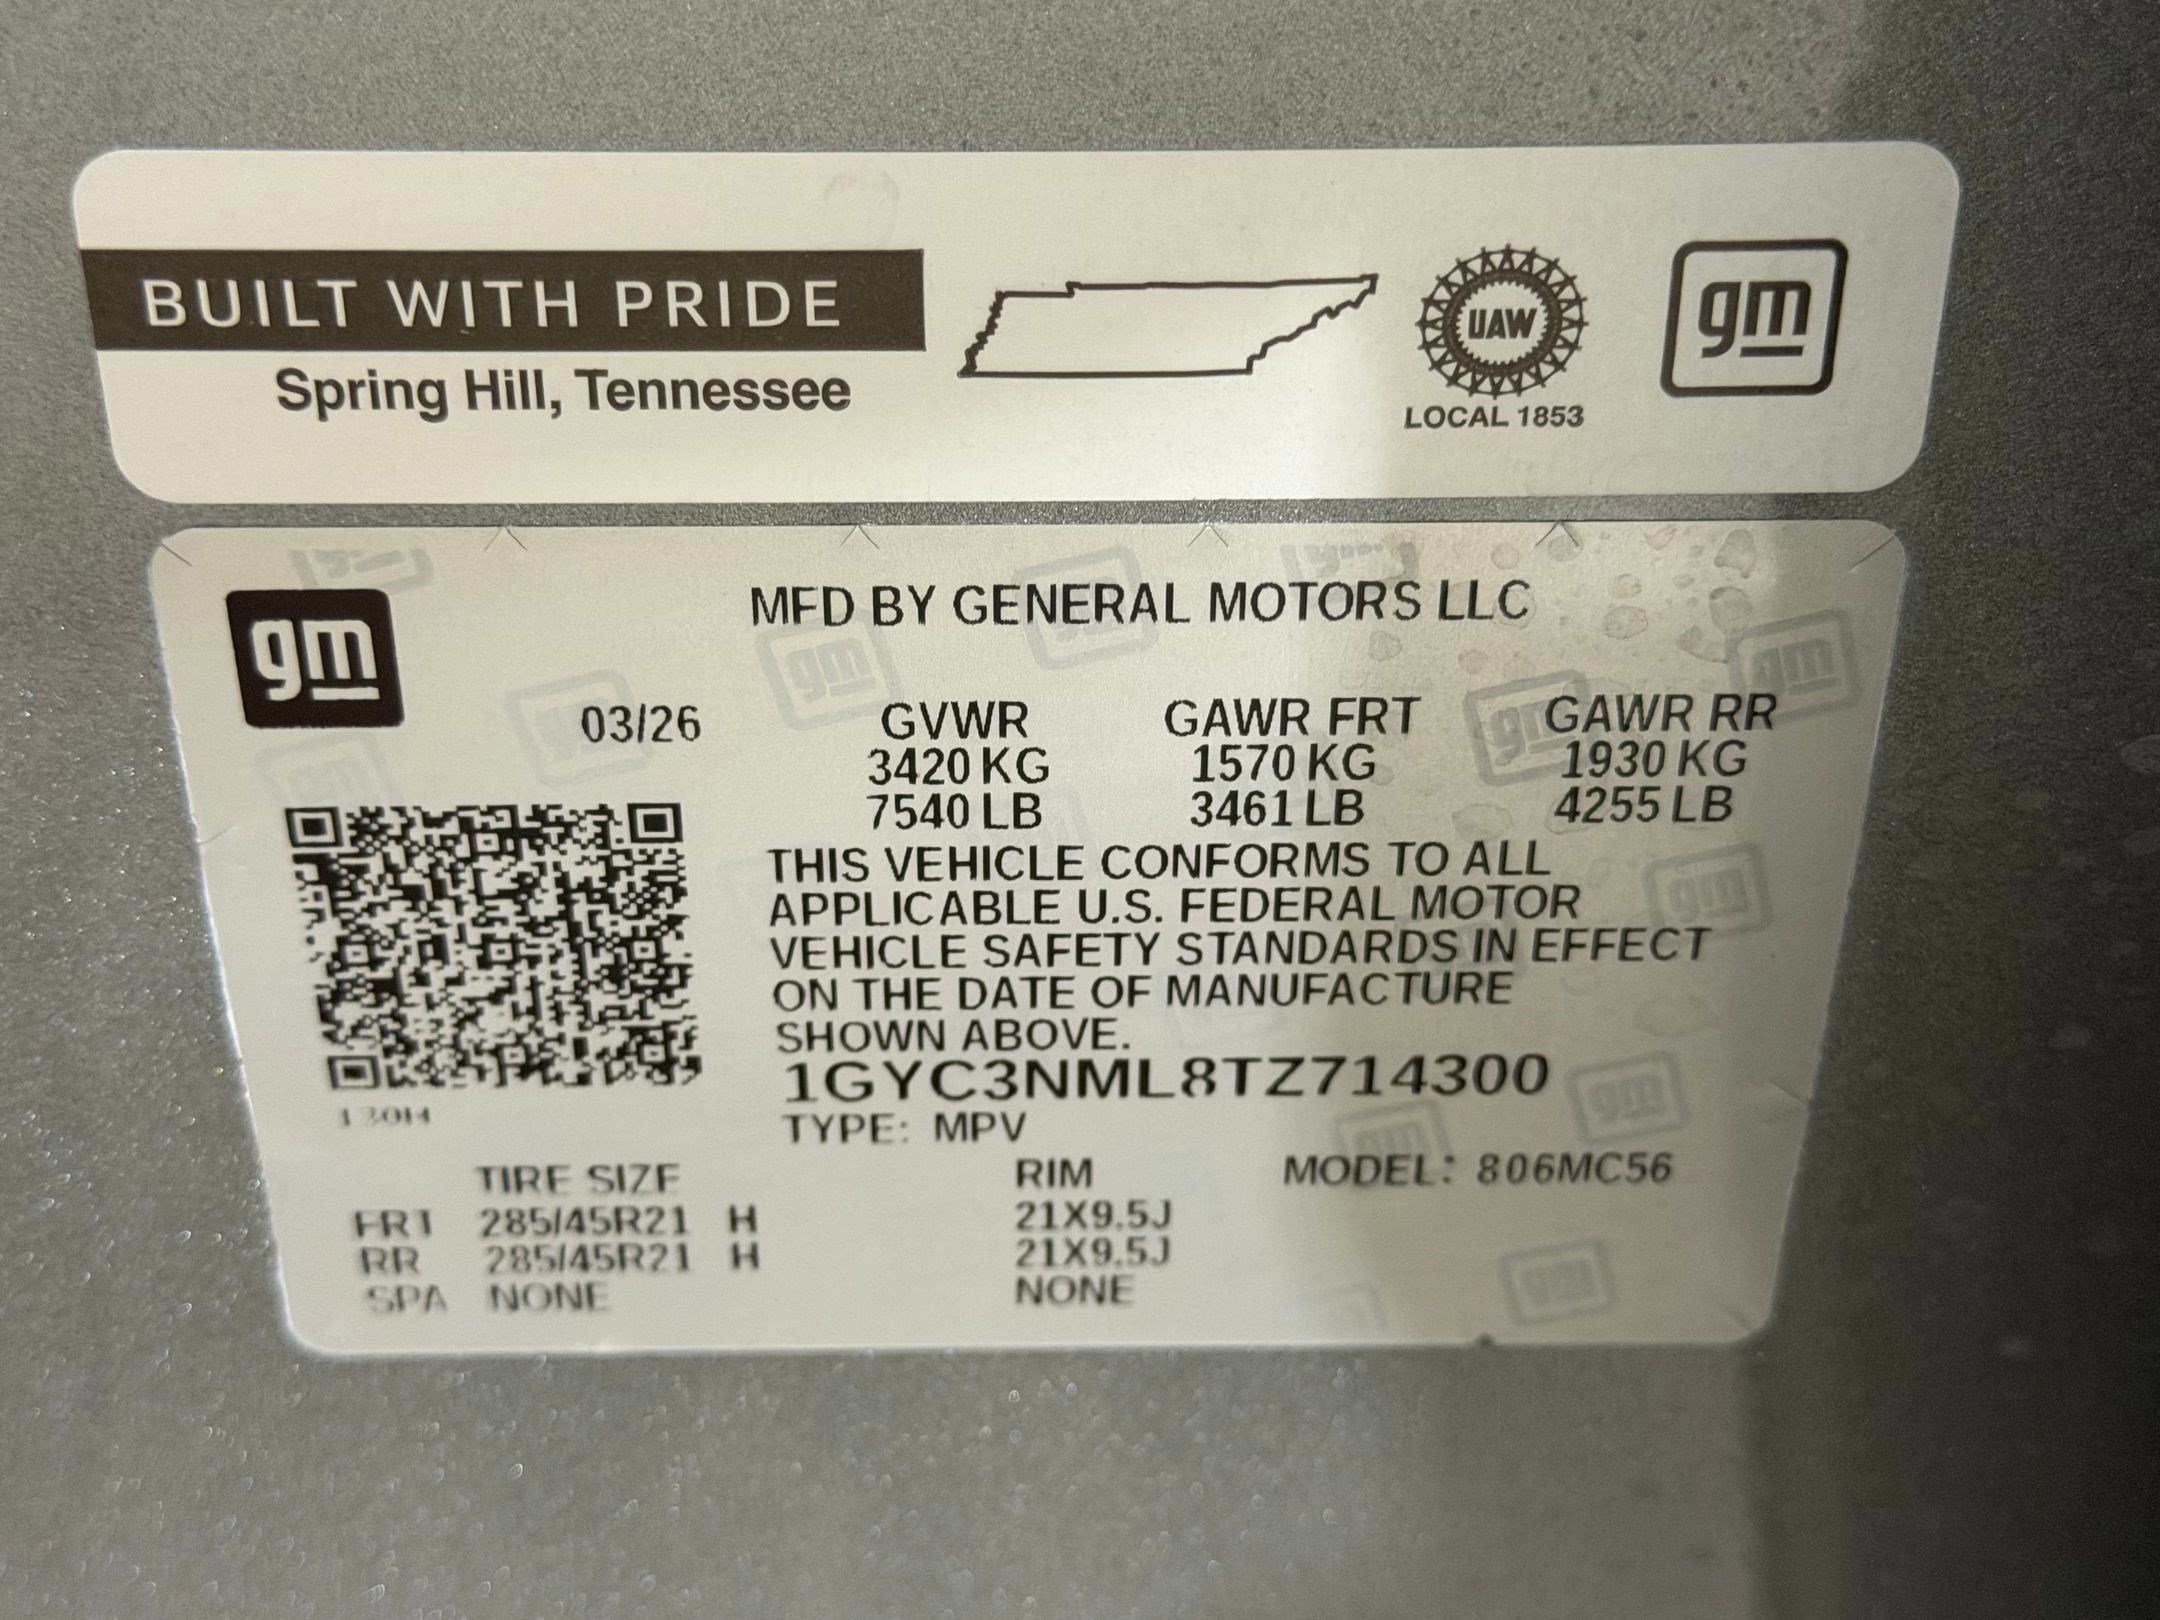 BUILT WITH PRIDE
Spring Hill, Tennessee
UAW
LOCAL 1853
gm
gm
MFD BY GENERAL MOTORS LLC
03/26 GVWR GAWR FRT GAWR RR
3420 KG 1570 KG 1930 KG
7540 LB 3461 LB 4255 LB
THIS VEHICLE CONFORMS TO ALL
APPLICABLE U.S. FEDERAL MOTOR
VEHICLE SAFETY STANDARDS IN EFFECT
ON THE DATE OF MANUFACTURE
SHOWN ABOVE.
1GYC3NML8TZ714300
TYPE: MPV
TIRE SIZE RIM MODEL: 806MC56
FRT 285/45R21 H 21X9.5J
RR 285/45R21 H 21X9.5J
SPA NONE NONE